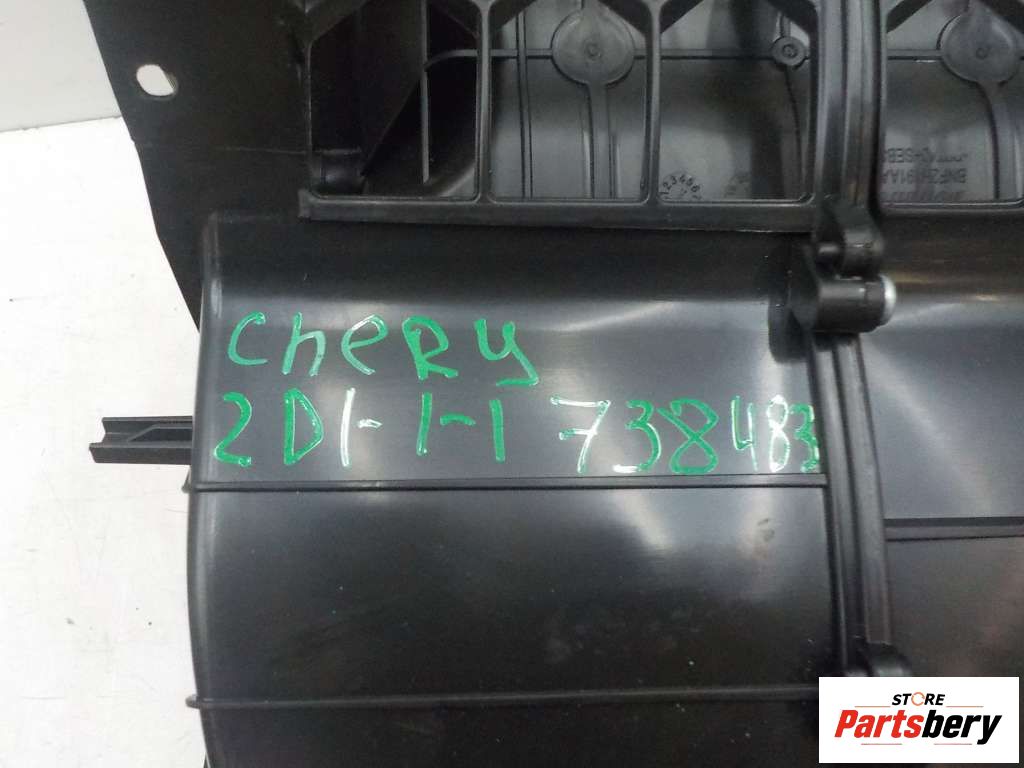 CHERY
2D1-1-1 738483
STORE
Partsbery